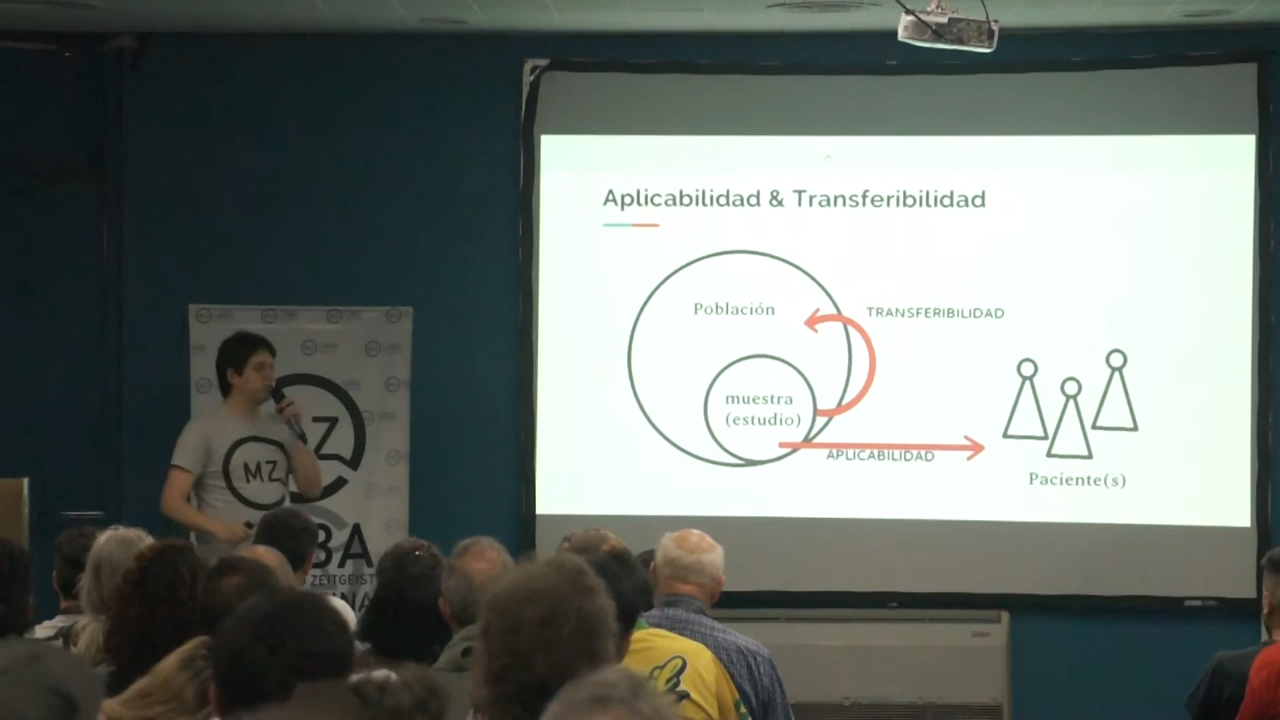 Aplicabilidad & Transferibilidad
Población
TRANSFERIBILIDAD
muestra
(estudio)
APLICABILIDAD
Paciente(s)
MZ
Z
BA
ZEITGEIST